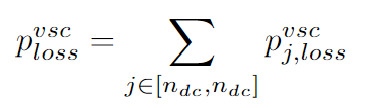 $p_{loss}^{vsc} = \sum_{j \in [n_{dc}, n_{dc}]} p_{j,loss}^{vsc}$